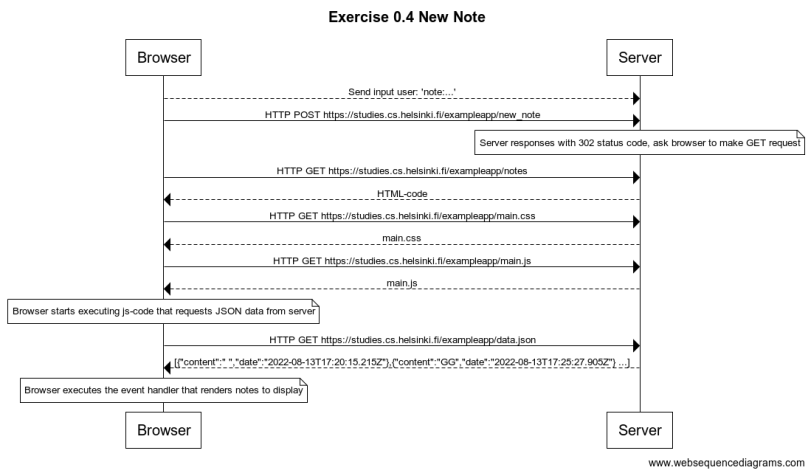 Exercise 0.4 New Note
Browser
Server
Send input user: 'note:...'
HTTP POST https://studies.cs.helsinki.fi/exampleapp/new_note
Server responses with 302 status code, ask browser to make GET request
HTTP GET https://studies.cs.helsinki.fi/exampleapp/notes
HTML-code
HTTP GET https://studies.cs.helsinki.fi/exampleapp/main.css
main.css
HTTP GET https://studies.cs.helsinki.fi/exampleapp/main.js
main.js
Browser starts executing js-code that requests JSON data from server
HTTP GET https://studies.cs.helsinki.fi/exampleapp/data.json
[{"content":" ","date":"2022-08-13T17:20:15.215Z"},{"content":"GG","date":"2022-08-13T17:25:27.905Z"} ...]
Browser executes the event handler that renders notes to display
Browser
Server
www.websequencediagrams.com